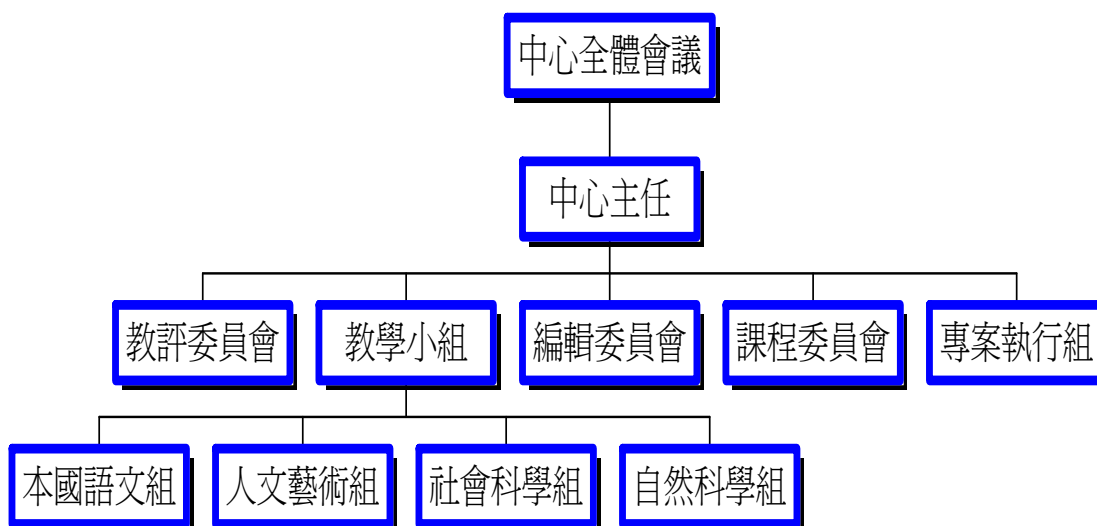 中心全體會議
中心主任
教評委員會
教學小組
編輯委員會
課程委員會
專案執行組
本國語文組
人文藝術組
社會科學組
自然科學組